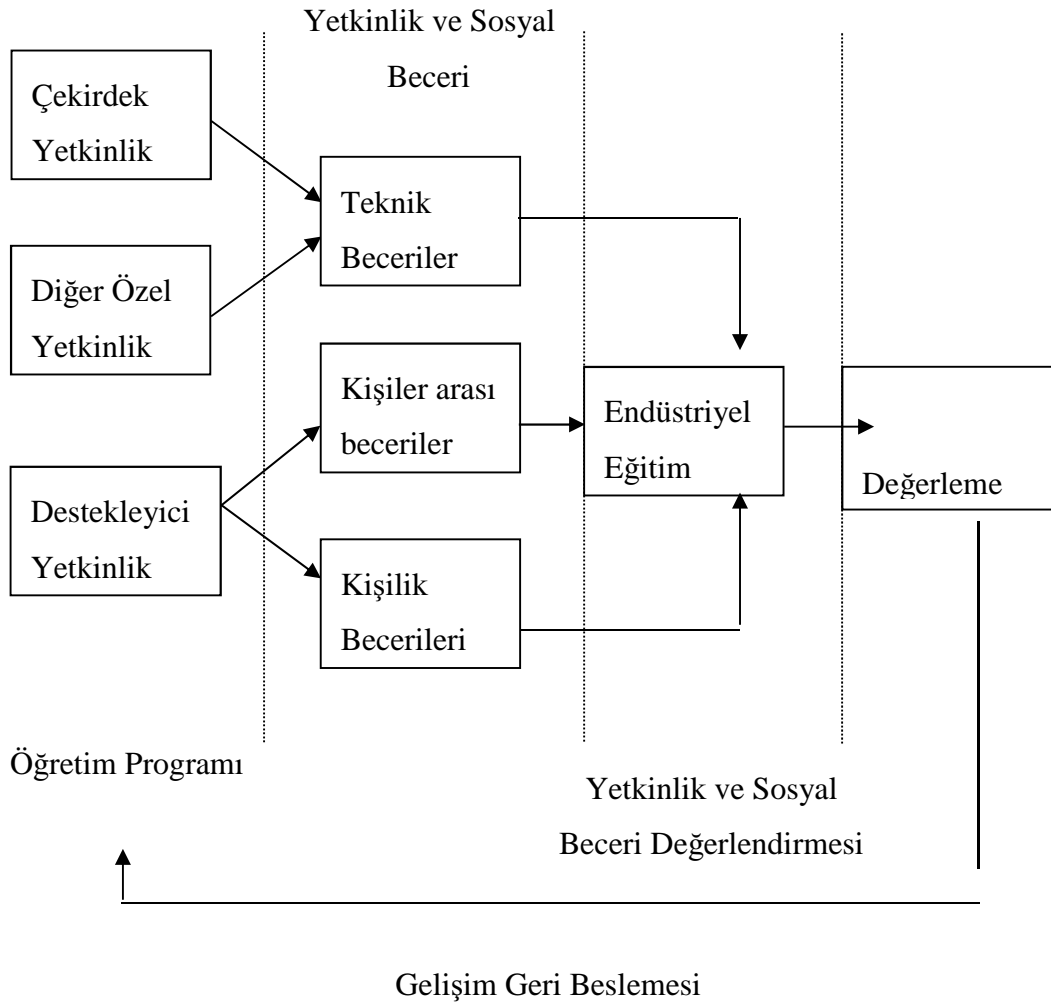 Yetkinlik ve Sosyal
Beceri
Çekirdek
Yetkinlik
Diğer Özel
Yetkinlik
Destekleyici
Yetkinlik
Teknik
Beceriler
Kişiler arası
beceriler
Kişilik
Becerileri
Endüstriyel
Eğitim
Değerleme
Öğretim Programı
Yetkinlik ve Sosyal
Beceri Değerlendirmesi
Gelişim Geri Beslemesi